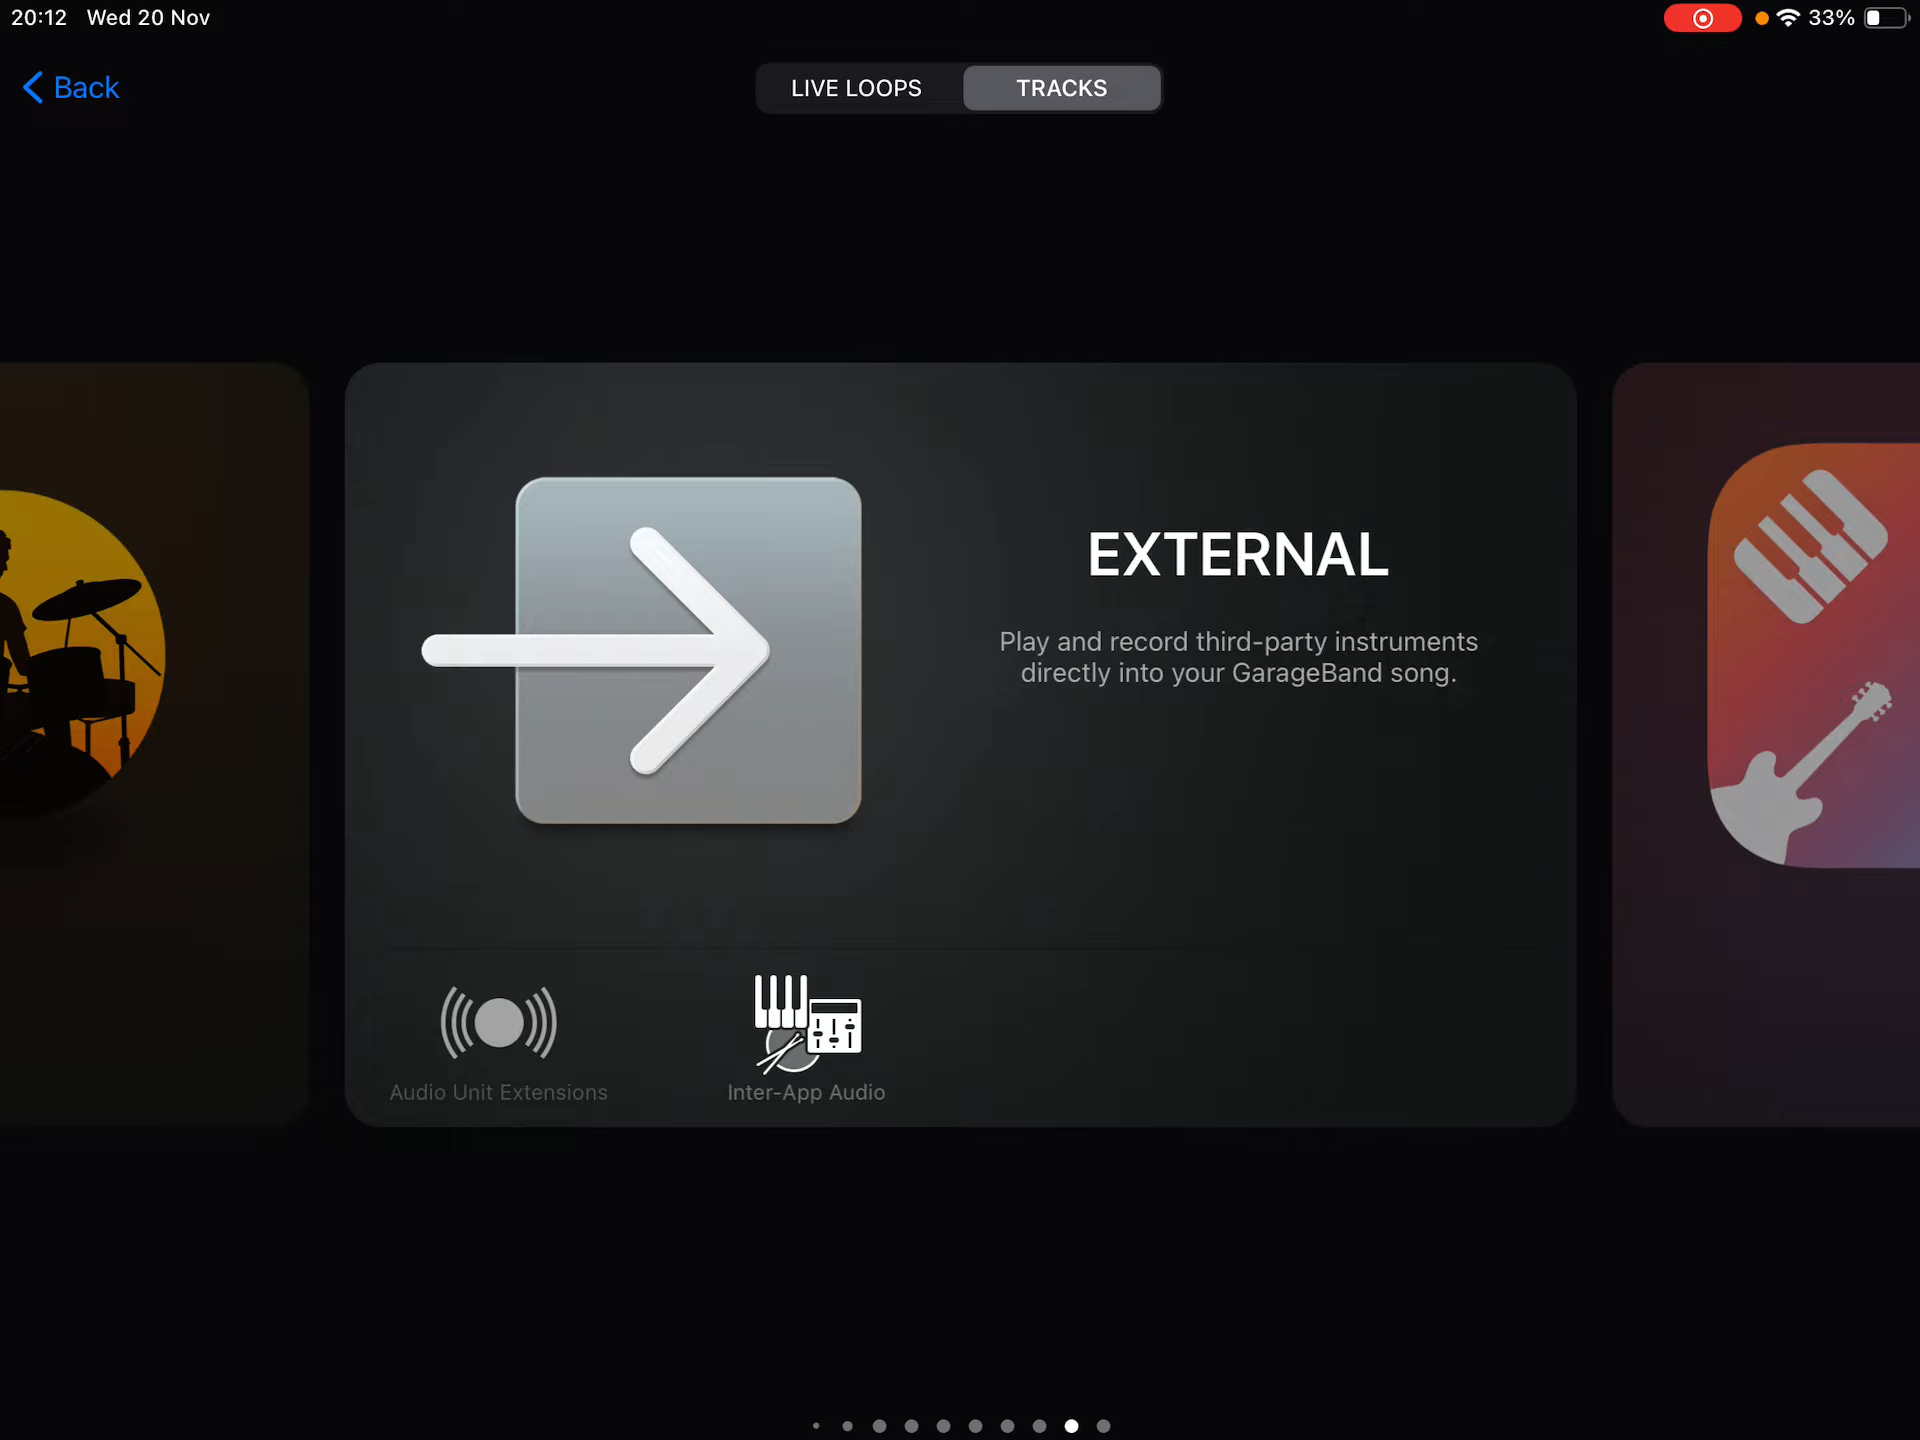 20:12 Wed 20 Nov
33%
Back
LIVE LOOPS
TRACKS
EXTERNAL
Play and record third-party instruments
directly into your GarageBand song.
Audio Unit Extensions
Inter-App Audio